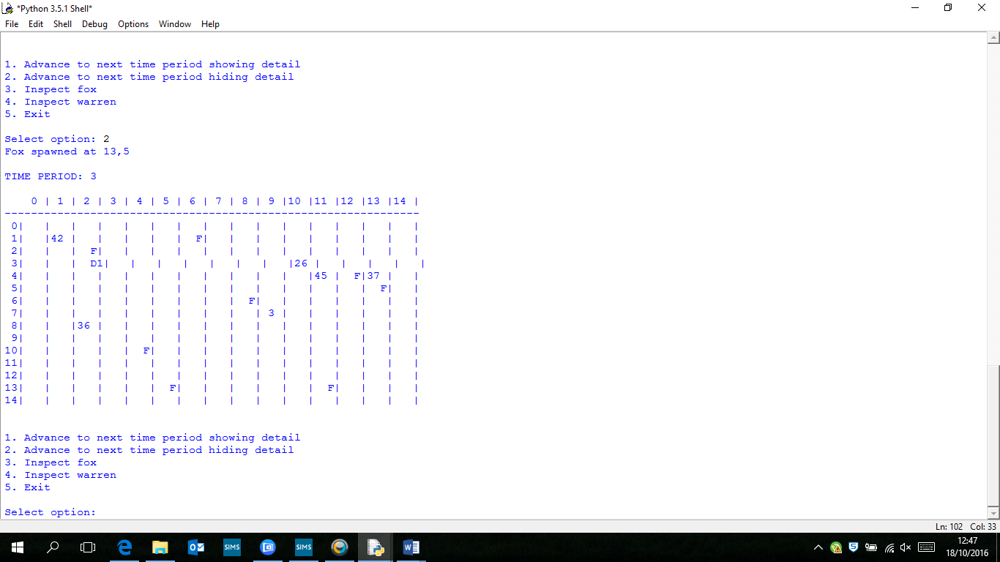 *Python 3.5.1 Shell*
File Edit Shell Debug Options Window Help
1. Advance to next time period showing detail
2. Advance to next time period hiding detail
3. Inspect fox
4. Inspect warren
5. Exit
Select option: 2
Fox spawned at 13,5
TIME PERIOD: 3
    0 | 1 | 2 | 3 | 4 | 5 | 6 | 7 | 8 | 9 |10 |11 |12 |13 |14 |
---------------------------------------------------------------
 0|   |   |   |   |   |   |   |   |   |   |   |   |   |   |   |
 1|   |42 |   |   |   |   |  F|   |   |   |   |   |   |   |   |
 2|   |   |  F|   |   |   |   |   |   |   |   |   |   |   |   |
 3|   |   |  D1|   |   |   |   |   |   |   |26 |   |   |   |   |
 4|   |   |   |   |   |   |   |   |   |   |   |45 |  F|37 |   |
 5|   |   |   |   |   |   |   |   |   |   |   |   |   |  F|   |
 6|   |   |   |   |   |   |   |   |  F|   |   |   |   |   |   |
 7|   |   |   |   |   |   |   |   |   | 3 |   |   |   |   |   |
 8|   |   |36 |   |   |   |   |   |   |   |   |   |   |   |   |
 9|   |   |   |   |   |   |   |   |   |   |   |   |   |   |   |
10|   |   |   |   |  F|   |   |   |   |   |   |   |   |   |   |
11|   |   |   |   |   |   |   |   |   |   |   |   |   |   |   |
12|   |   |   |   |   |   |   |   |   |   |   |   |   |   |   |
13|   |   |   |   |   |  F|   |   |   |   |   |  F|   |   |   |
14|   |   |   |   |   |   |   |   |   |   |   |   |   |   |   |
1. Advance to next time period showing detail
2. Advance to next time period hiding detail
3. Inspect fox
4. Inspect warren
5. Exit
Select option:
Ln: 102 Col: 33
SIMS SIMS
12:47
18/10/2016